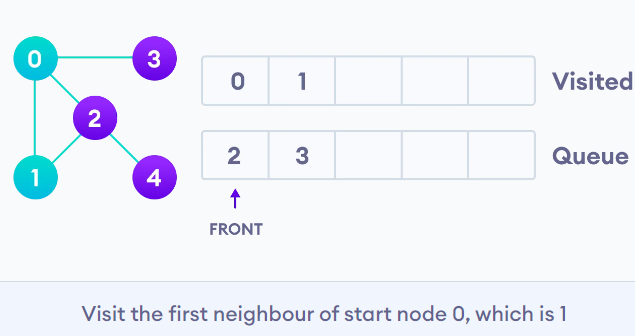 0 3
2
1 4
0 1 Visited
2 3 Queue
FRONT
Visit the first neighbour of start node 0, which is 1